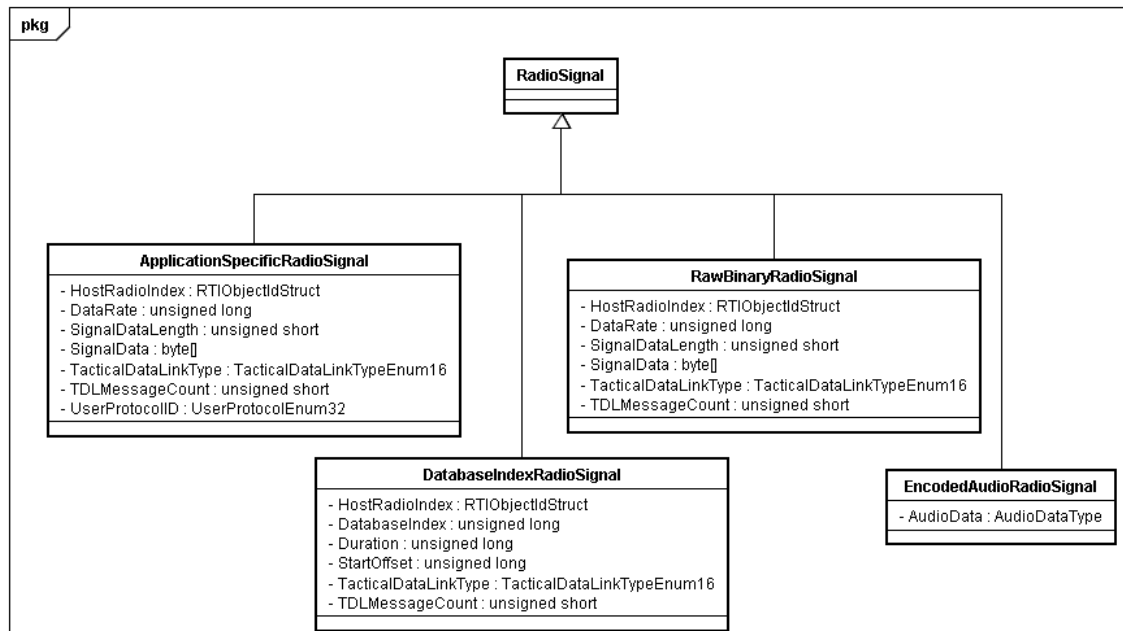 pkg
RadioSignal
ApplicationSpecificRadioSignal
- HostRadioIndex : RTIObjectIdStruct
- DataRate : unsigned long
- SignalDataLength : unsigned short
- SignalData : byte[]
- TacticalDataLinkType : TacticalDataLinkTypeEnum16
- TDLMessageCount : unsigned short
- UserProtocolID : UserProtocolEnum32
RawBinaryRadioSignal
- HostRadioIndex : RTIObjectIdStruct
- DataRate : unsigned long
- SignalDataLength : unsigned short
- SignalData : byte[]
- TacticalDataLinkType : TacticalDataLinkTypeEnum16
- TDLMessageCount : unsigned short
DatabaseIndexRadioSignal
- HostRadioIndex : RTIObjectIdStruct
- DatabaseIndex : unsigned long
- Duration : unsigned long
- StartOffset : unsigned long
- TacticalDataLinkType : TacticalDataLinkTypeEnum16
- TDLMessageCount : unsigned short
EncodedAudioRadioSignal
- AudioData : AudioDataType